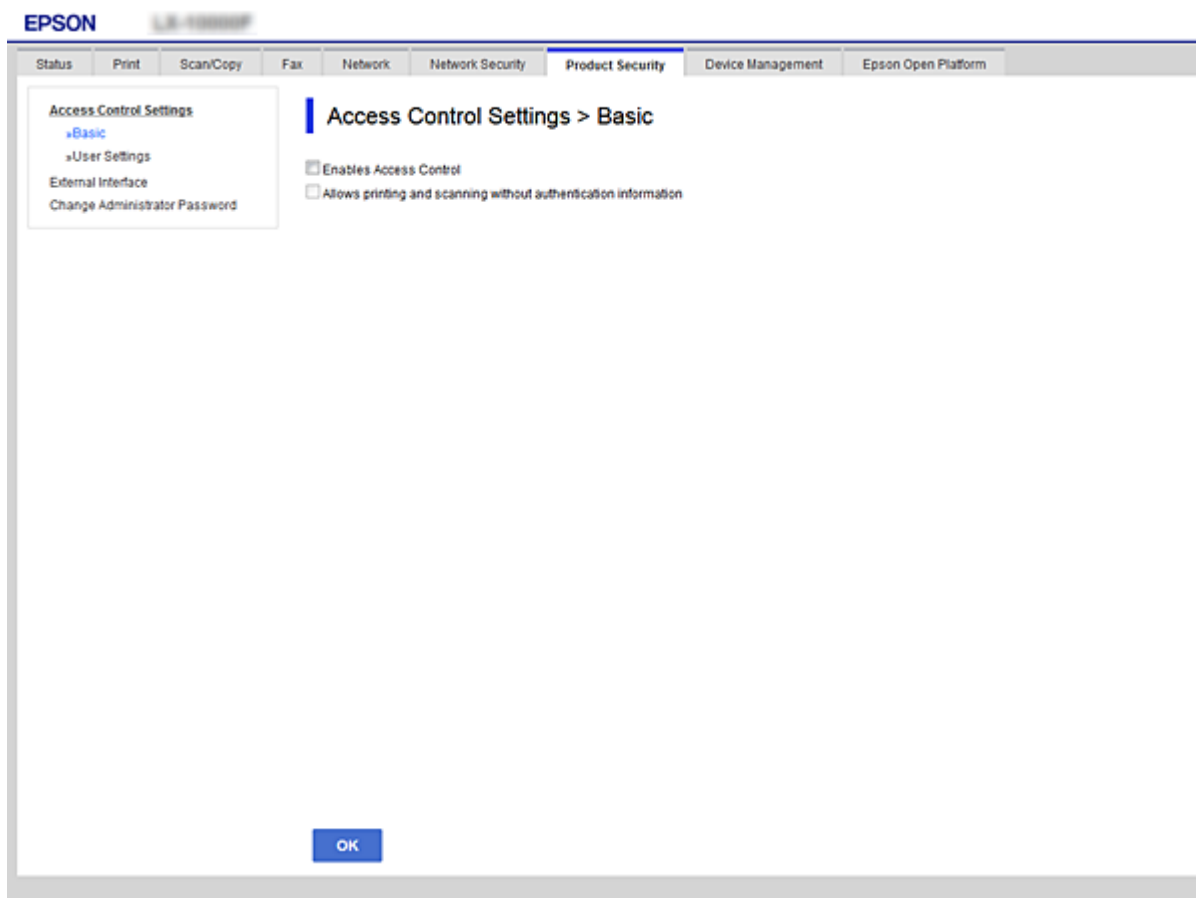 EPSON
Status Print Scan/Copy Fax Network Network Security Product Security Device Management Epson Open Platform
Access Control Settings
»Basic
»User Settings
External Interface
Change Administrator Password
Access Control Settings > Basic
Enables Access Control
Allows printing and scanning without authentication information
OK